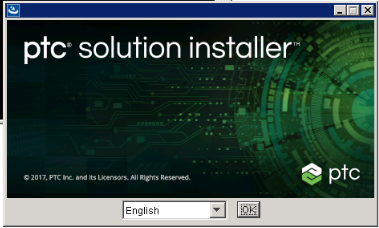 ptc® solution installer™
© 2017, PTC Inc. and its Licensors. All Rights Reserved.
ptc
English
OK